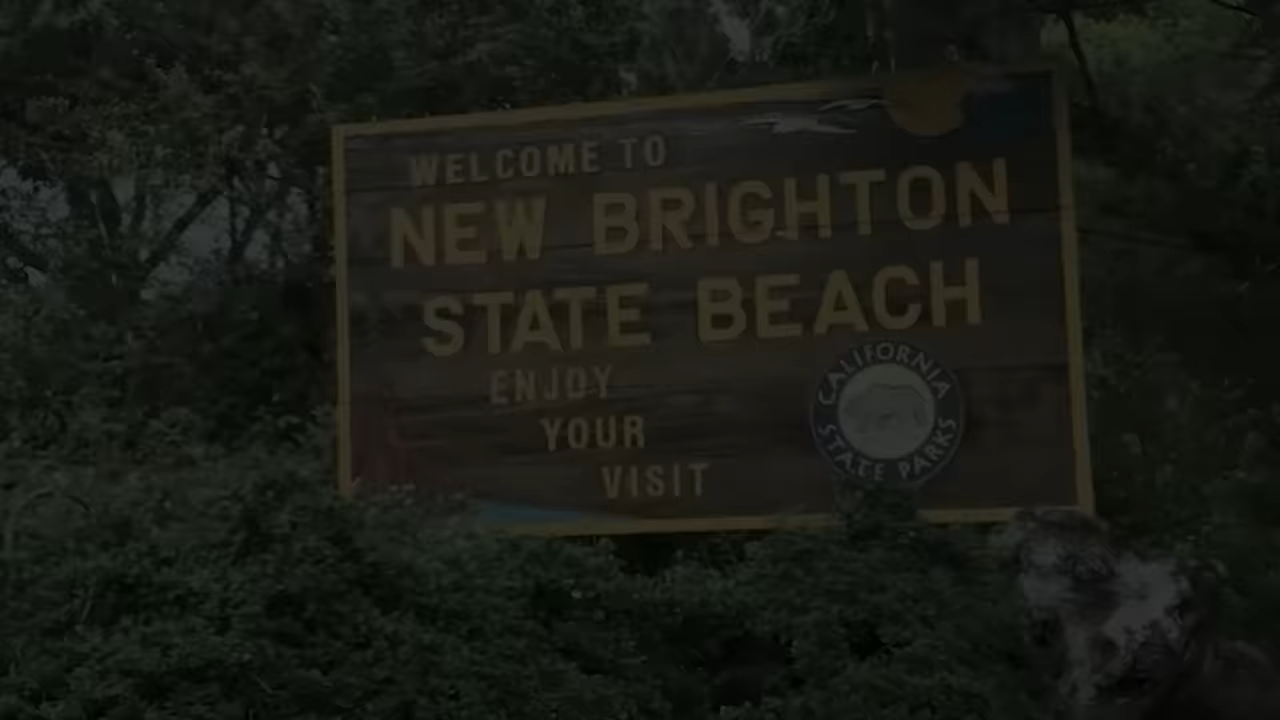 WELCOME TO
NEW BRIGHTON
STATE BEACH
ENJOY
YOUR
VISIT
CALIFORNIA
STATE PARKS